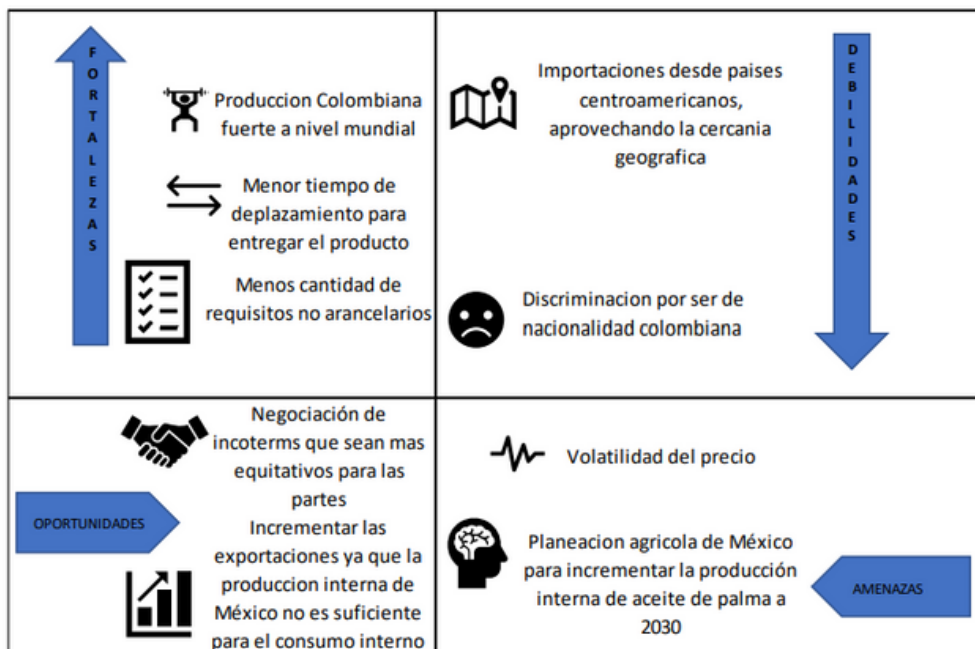 FORTALEZAS
Produccion Colombiana
fuerte a nivel mundial
Menor tiempo de
deplazamiento para
entregar el producto
Menos cantidad de
requisitos no arancelarios
Importaciones desde paises
centroamericanos,
aprovechando la cercania
geografica
Discriminacion por ser de
nacionalidad colombiana
DEBILIDADES
OPORTUNIDADES
Negociación de
incoterms que sean mas
equitativos para las
partes
Incrementar las
exportaciones ya que la
produccion interna de
México no es suficiente
para el consumo interno
Volatilidad del precio
Planeacion agricola de México
para incrementar la producción
interna de aceite de palma a
2030
AMENAZAS